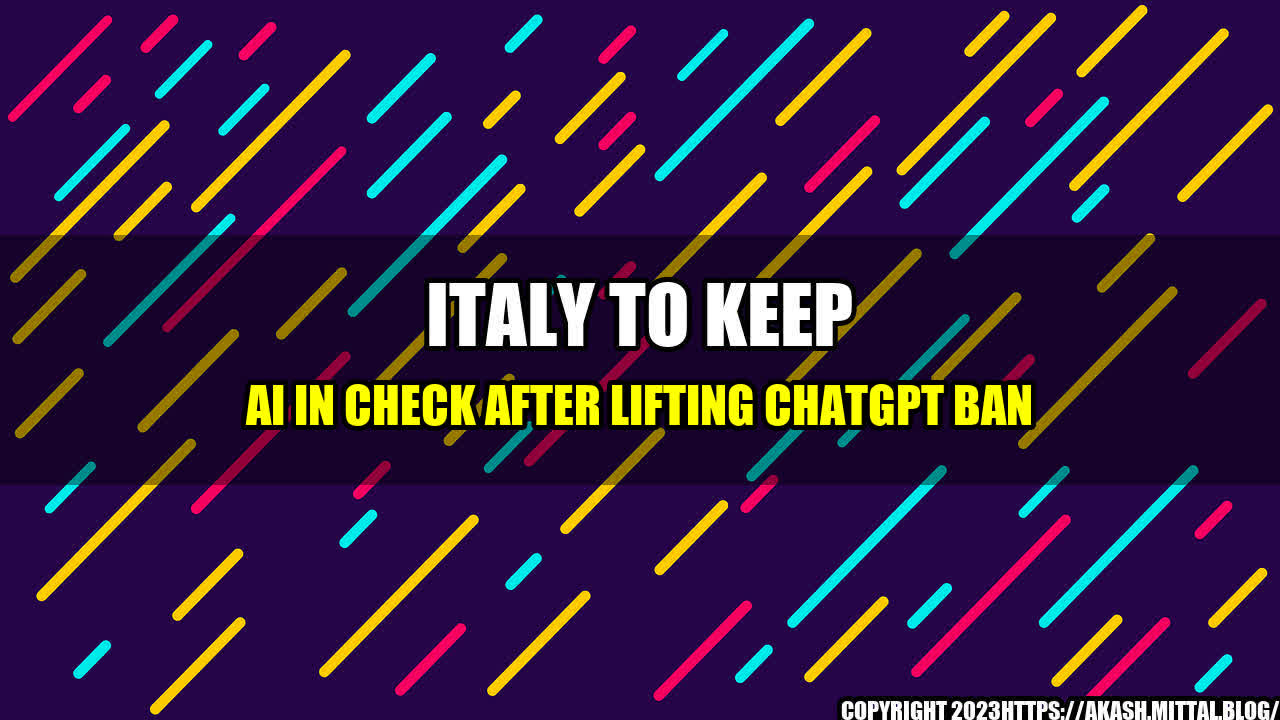 ITALY TO KEEP
AI IN CHECK AFTER LIFTING CHATGPT BAN
COPYRIGHT 2023HTTPS://AKASH.MITTAL.BLOG/